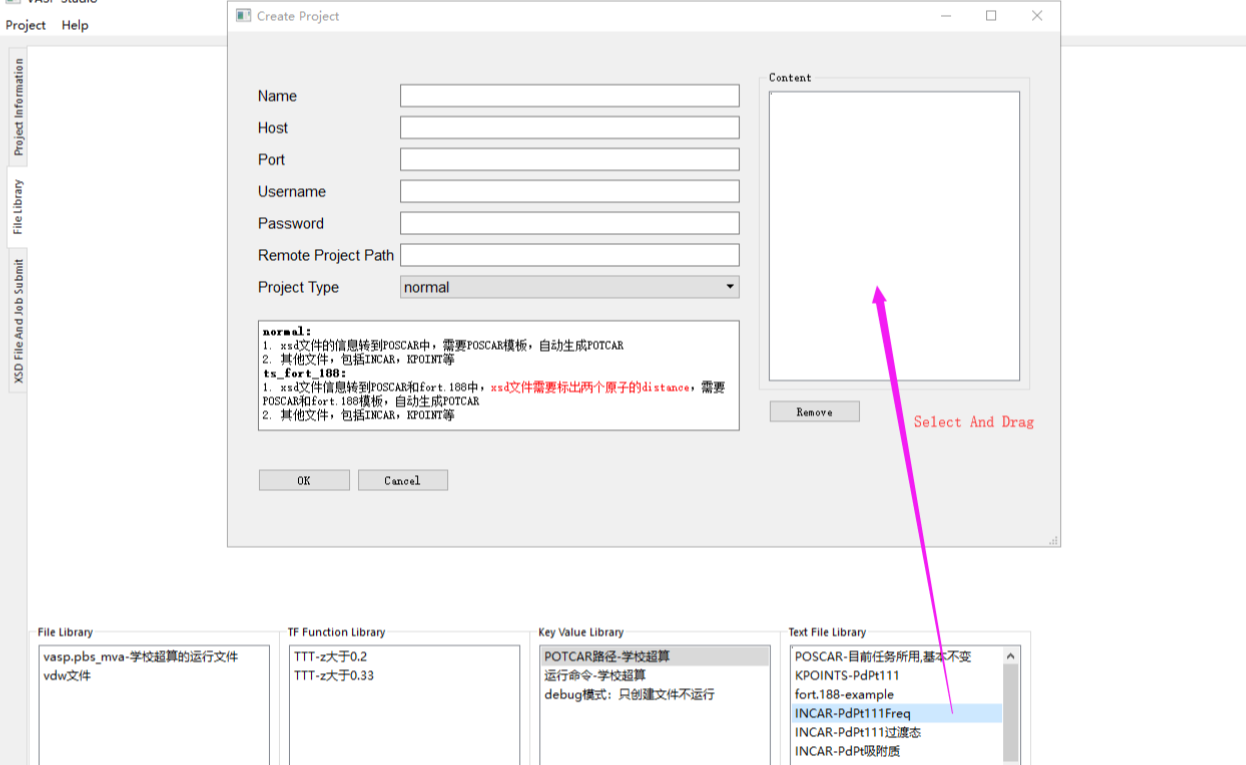 VASP Studio
Project Help
Create Project
Project Information
File Library
XSD File And Job Submit
Name
Host
Port
Username
Password
Remote Project Path
Project Type
normal
normal:
1. xsd文件的信息转到POSCAR中，需要POSCAR模板，自动生成POTCAR
2. 其他文件，包括INCAR，KPOINT等
ts_fort_188:
1. xsd文件信息转到POSCAR和fort.188中，xsd文件需要标出两个原子的distance，需要
POSCAR和fort.188模板，自动生成POTCAR
2. 其他文件，包括INCAR，KPOINT等
OK
Cancel
Content
Remove
Select And Drag
File Library
vasp.pbs_mva-学校超算的运行文件
vdw文件
TF Function Library
TTT-z大于0.2
TTT-z大于0.33
Key Value Library
POTCAR路径-学校超算
运行命令-学校超算
debug模式：只创建文件不运行
Text File Library
POSCAR-目前任务所用,基本不变
KPOINTS-PdPt111
fort.188-example
INCAR-PdPt111Freq
INCAR-PdPt111过渡态
INCAR-PdPt吸附质